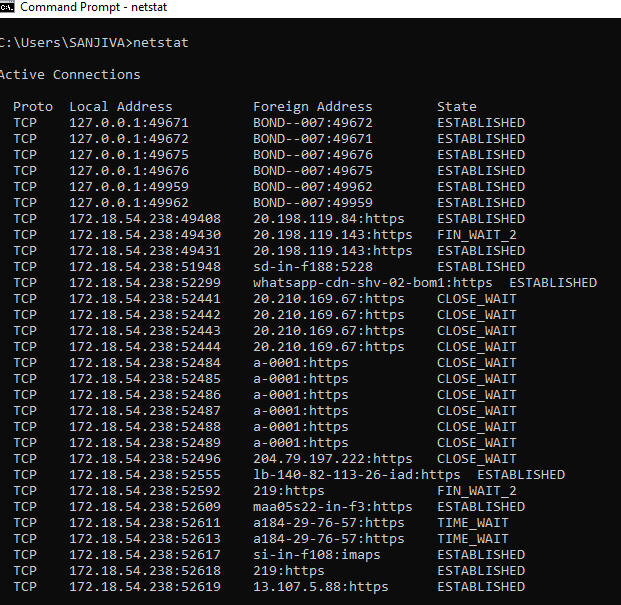 Command Prompt - netstat
C:\Users\SANJIVA>netstat
Active Connections
Proto Local Address Foreign Address State
TCP 127.0.0.1:49671 BOND--007:49672 ESTABLISHED
TCP 127.0.0.1:49672 BOND--007:49671 ESTABLISHED
TCP 127.0.0.1:49675 BOND--007:49676 ESTABLISHED
TCP 127.0.0.1:49676 BOND--007:49675 ESTABLISHED
TCP 127.0.0.1:49959 BOND--007:49962 ESTABLISHED
TCP 127.0.0.1:49962 BOND--007:49959 ESTABLISHED
TCP 172.18.54.238:49408 20.198.119.84:https ESTABLISHED
TCP 172.18.54.238:49430 20.198.119.143:https FIN_WAIT_2
TCP 172.18.54.238:49431 20.198.119.143:https ESTABLISHED
TCP 172.18.54.238:51948 sd-in-f188:5228 ESTABLISHED
TCP 172.18.54.238:52299 whatsapp-cdn-shv-02-bom1:https ESTABLISHED
TCP 172.18.54.238:52441 20.210.169.67:https CLOSE_WAIT
TCP 172.18.54.238:52442 20.210.169.67:https CLOSE_WAIT
TCP 172.18.54.238:52443 20.210.169.67:https CLOSE_WAIT
TCP 172.18.54.238:52444 20.210.169.67:https CLOSE_WAIT
TCP 172.18.54.238:52484 a-0001:https CLOSE_WAIT
TCP 172.18.54.238:52485 a-0001:https CLOSE_WAIT
TCP 172.18.54.238:52486 a-0001:https CLOSE_WAIT
TCP 172.18.54.238:52487 a-0001:https CLOSE_WAIT
TCP 172.18.54.238:52488 a-0001:https CLOSE_WAIT
TCP 172.18.54.238:52489 a-0001:https CLOSE_WAIT
TCP 172.18.54.238:52496 204.79.197.222:https CLOSE_WAIT
TCP 172.18.54.238:52555 lb-140-82-113-26-iad:https ESTABLISHED
TCP 172.18.54.238:52592 219:https FIN_WAIT_2
TCP 172.18.54.238:52609 maa05s22-in-f3:https ESTABLISHED
TCP 172.18.54.238:52611 a184-29-76-57:https TIME_WAIT
TCP 172.18.54.238:52613 a184-29-76-57:https TIME_WAIT
TCP 172.18.54.238:52617 si-in-f108:imaps ESTABLISHED
TCP 172.18.54.238:52618 219:https ESTABLISHED
TCP 172.18.54.238:52619 13.107.5.88:https ESTABLISHED